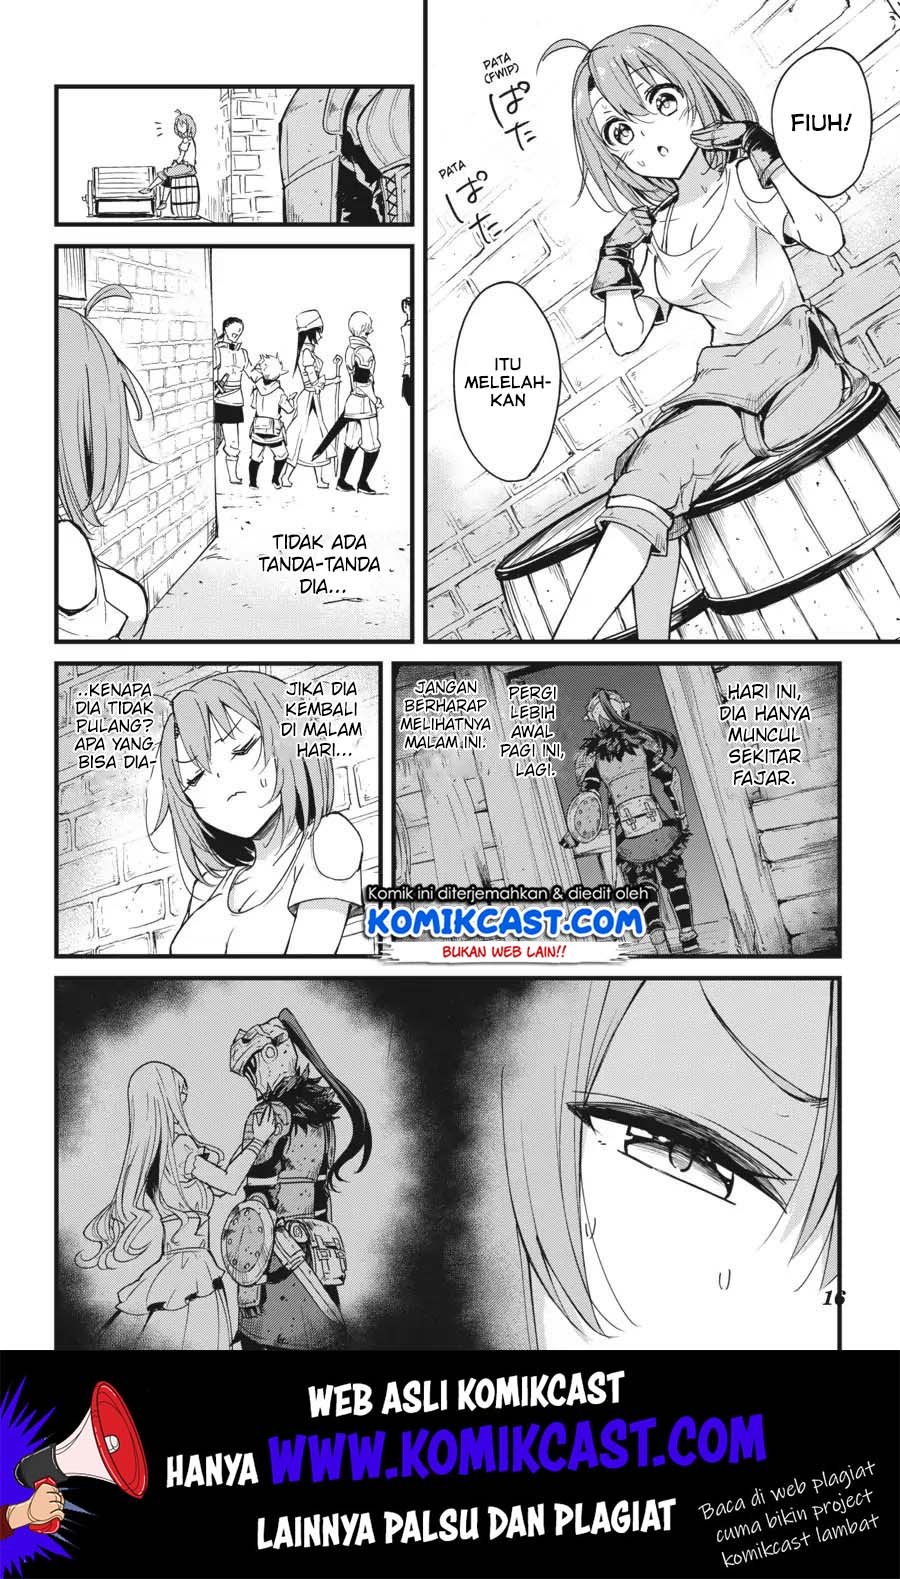 FIUH!
PATA
(FWIP)
ぱた
PATA
ぱた
ITU
MELELAH-
KAN
TIDAK ADA
TANDA-TANDA
DIA...
HARI INI,
DIA HANYA
MUNCUL
SEKITAR
FAJAR.
PERGI
LEBIH
AWAL
PAGI INI,
LAGI.
JANGAN
BERHARAP
MELIHATNYA
MALAM INI.
JIKA DIA
KEMBALI
DI MALAM
HARI...
..KENAPA
DIA TIDAK
PULANG?
APA YANG
BISA DIA-
Komik ini diterjemahkan & diedit oleh
KOMIKCAST.COM
BUKAN WEB LAIN!!
16
WEB ASLI KOMIKCAST
HANYA WWW.KOMIKCAST.COM
LAINNYA PALSU DAN PLAGIAT
Baca di web plagiat
cuma bikin project
komikcast lambat